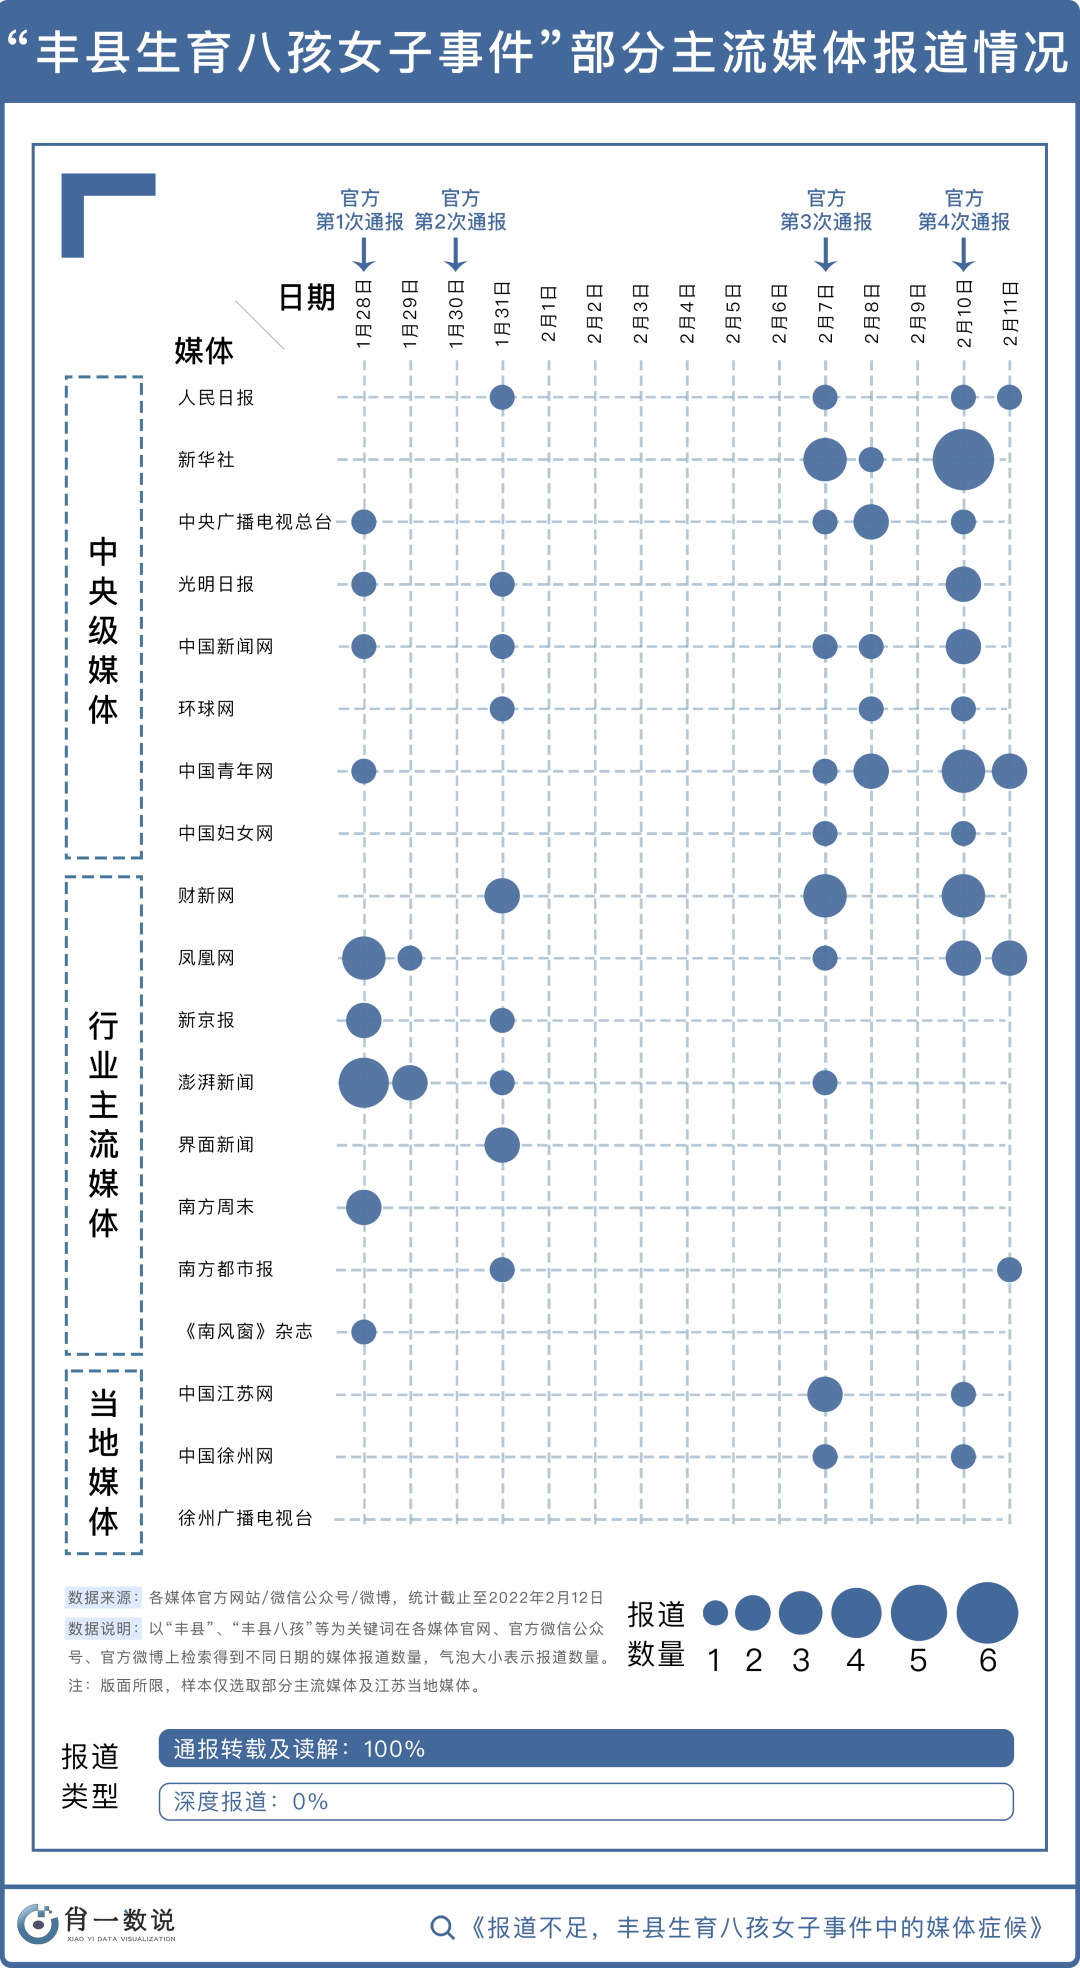 “丰县生育八孩女子事件”部分主流媒体报道情况
官方
第1次通报
官方
第2次通报
官方
第3次通报
官方
第4次通报
日期
媒体
1月28日
1月29日
1月30日
1月31日
2月1日
2月2日
2月3日
2月4日
2月5日
2月6日
2月7日
2月8日
2月9日
2月10日
2月11日
中央级媒体
人民日报
新华社
中央广播电视总台
光明日报
中国新闻网
环球网
中国青年网
中国妇女网
行业主流媒体
财新网
凤凰网
新京报
澎湃新闻
界面新闻
南方周末
南方都市报
《南风窗》杂志
当地媒体
中国江苏网
中国徐州网
徐州广播电视台
数据来源：各媒体官方网站/微信公众号/微博，统计截止至2022年2月12日
数据说明：以“丰县”、“丰县八孩”等为关键词在各媒体官网、官方微信公众
号、官方微博上检索得到不同日期的媒体报道数量，气泡大小表示报道数量。
注：版面所限，样本仅选取部分主流媒体及江苏当地媒体。
报道
数量
1 2 3 4 5 6
报道
类型
通报转载及读解：100%
深度报道：0%
肖一数说
XIAO YI DATA VISUALIZATION
《报道不足，丰县生育八孩女子事件中的媒体症候》